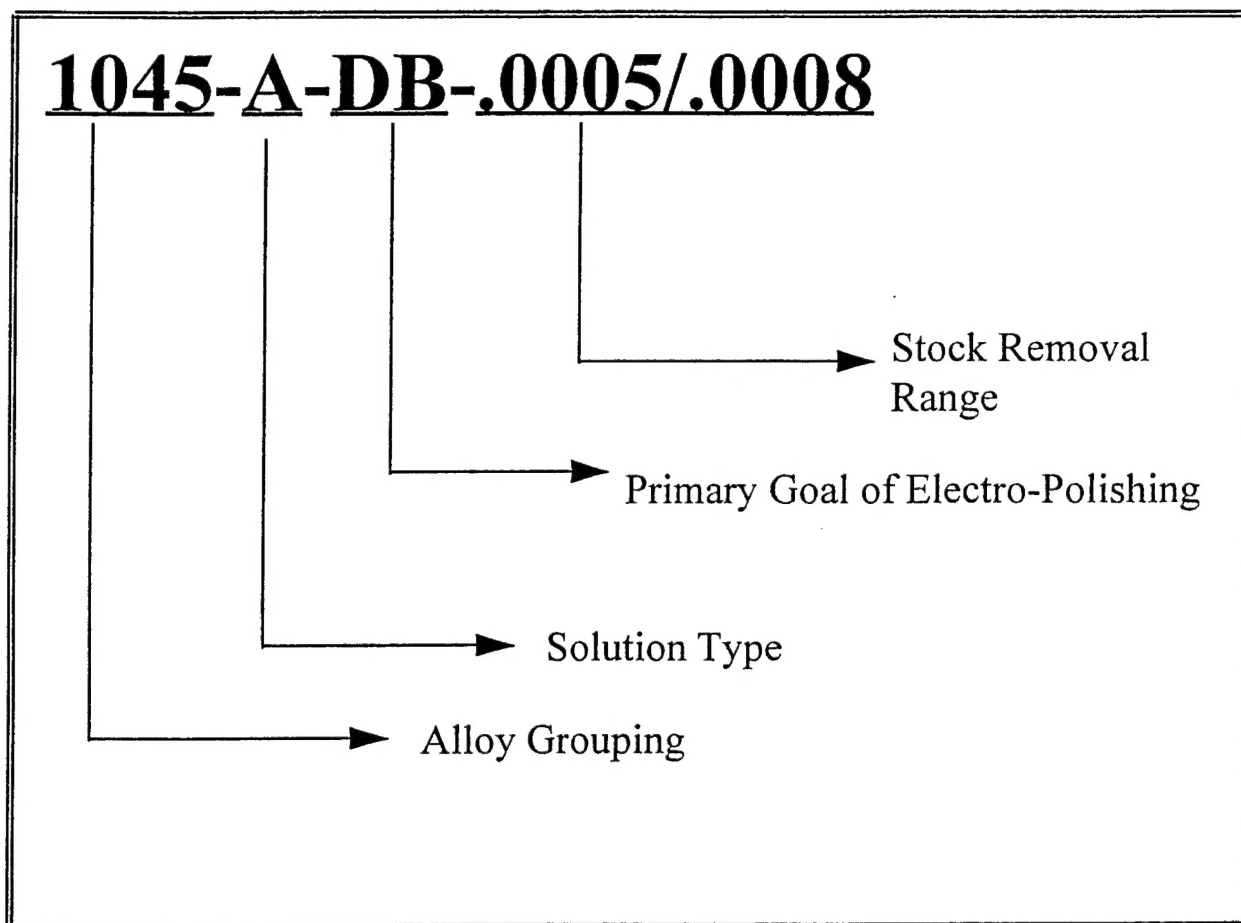 1045-A-DB-.0005/.0008
Stock Removal
Range
Primary Goal of Electro-Polishing
Solution Type
Alloy Grouping